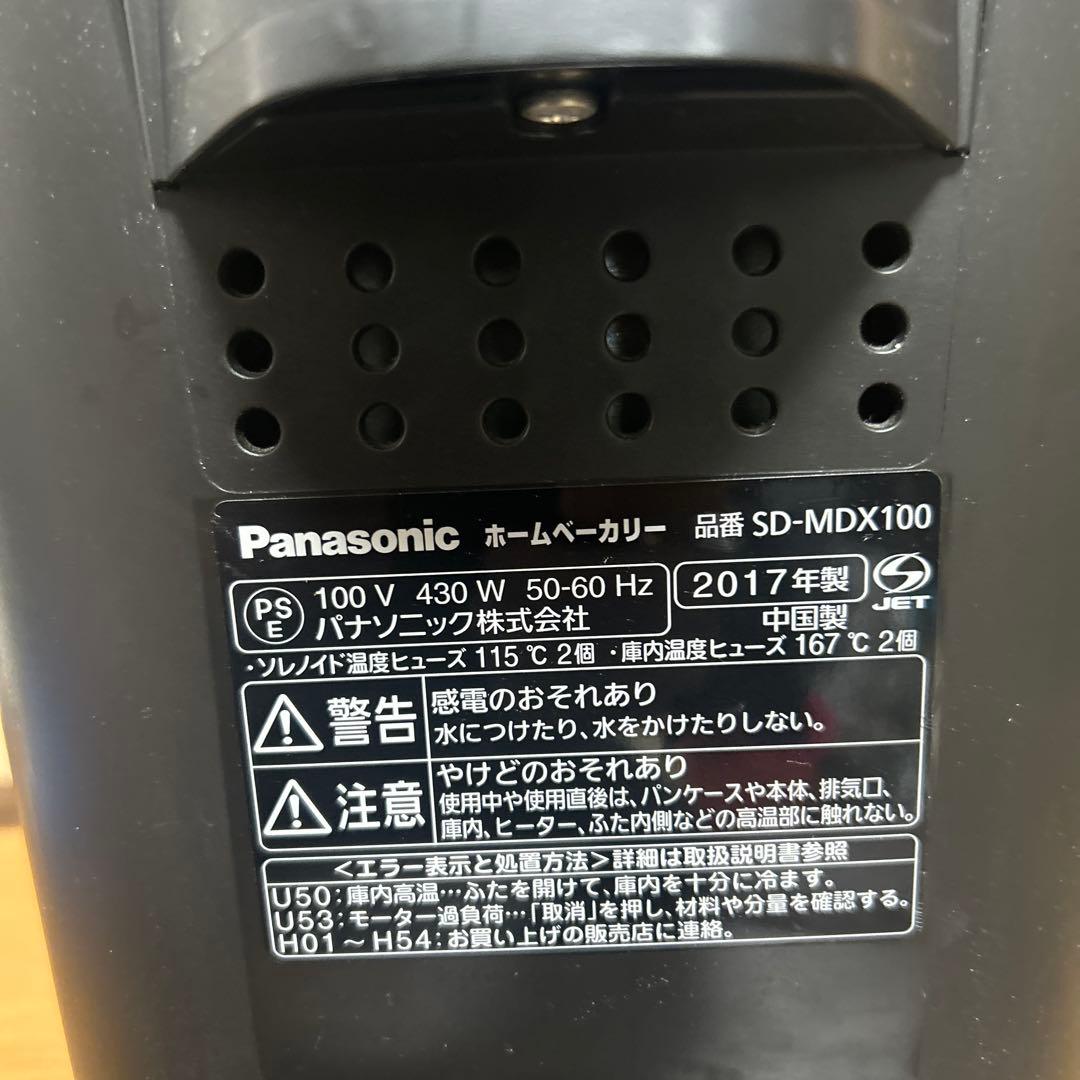 Panasonic ホームベーカリー 品番 SD-MDX100
PSE 100 V 430 W 50-60 Hz 2017年製 JET
パナソニック株式会社 中国製
・ソレノイド温度ヒューズ 115℃ 2個 ・庫内温度ヒューズ 167℃ 2個
警告 感電のおそれあり
水につけたり、水をかけたりしない。
注意 やけどのおそれあり
使用中や使用直後は、パンケースや本体、排気口、
庫内、ヒーター、ふた内側などの高温部に触れない。
<エラー表示と処置方法>詳細は取扱説明書参照
U50:庫内高温…ふたを開けて、庫内を十分に冷ます。
U53:モーター過負荷…「取消」を押し、材料や分量を確認する。
H01～H54:お買い上げの販売店に連絡。